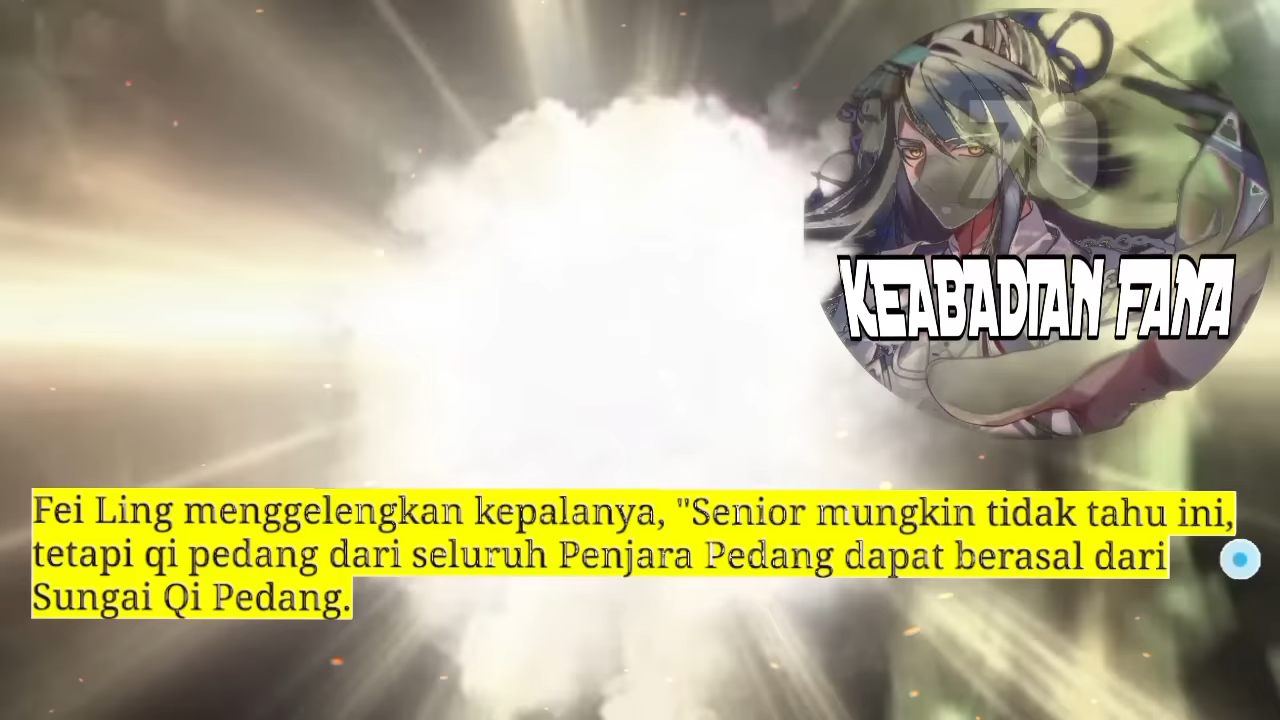 70
KEABADIAN FANA
Fei Ling menggelengkan kepalanya, "Senior mungkin tidak tahu ini,
tetapi qi pedang dari seluruh Penjara Pedang dapat berasal dari
Sungai Qi Pedang.